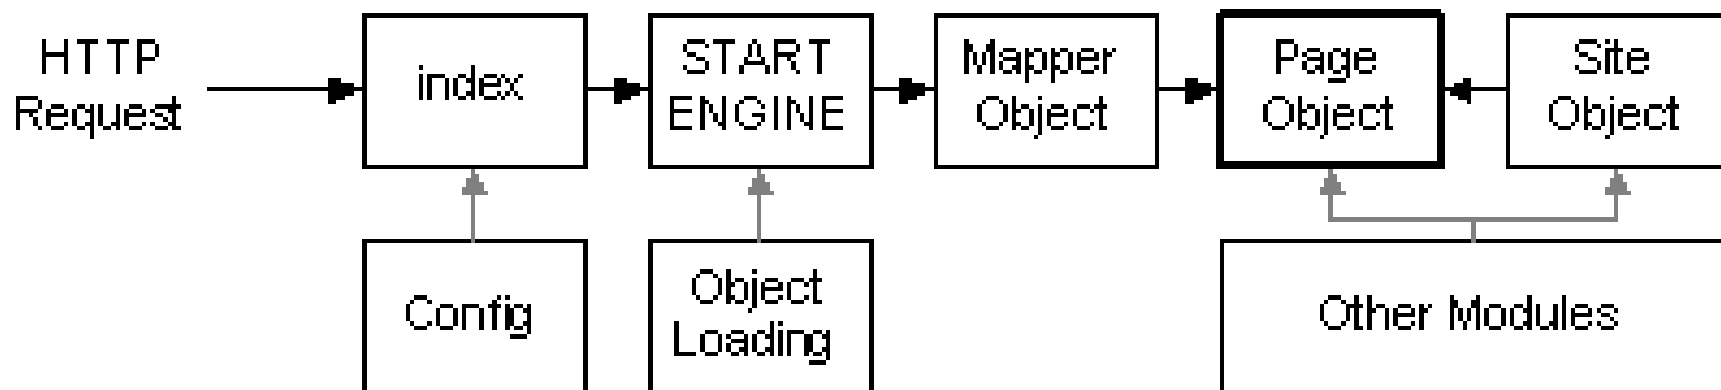 HTTP
Request
index
START
ENGINE
Mapper
Object
Page
Object
Site
Object
Config
Object
Loading
Other Modules